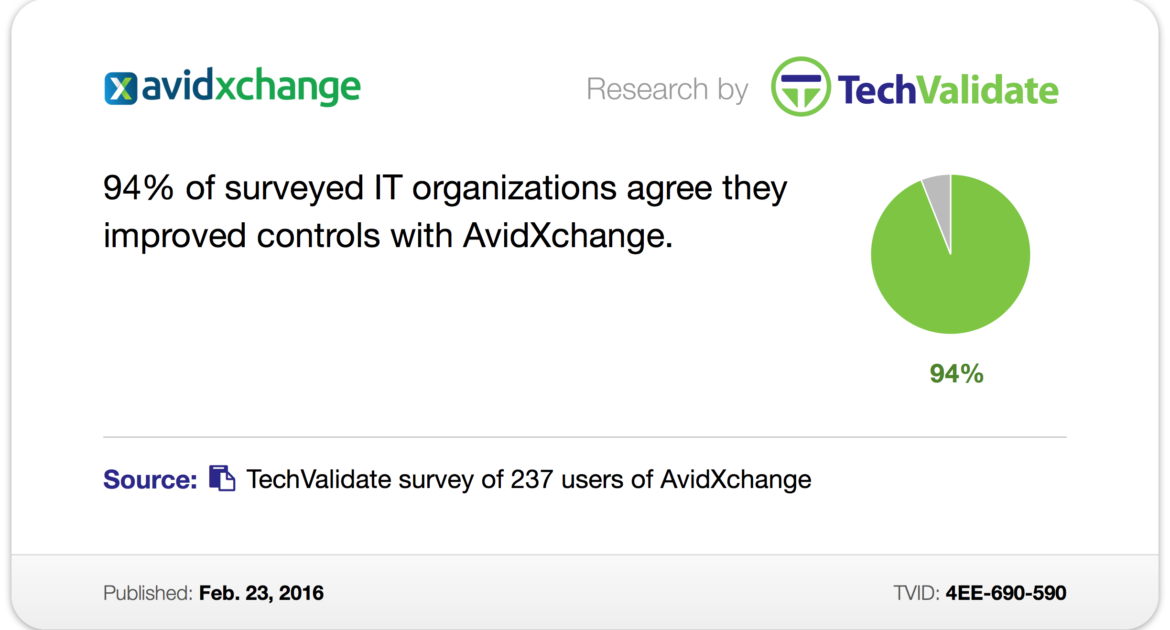 avidxchange
Research by TechValidate
94% of surveyed IT organizations agree they
improved controls with AvidXchange.
94%
Source: TechValidate survey of 237 users of AvidXchange
Published: Feb. 23, 2016
TVID: 4EE-690-590